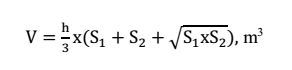 V = h/3 x(S₁ + S₂ + √S₁xS₂), m³